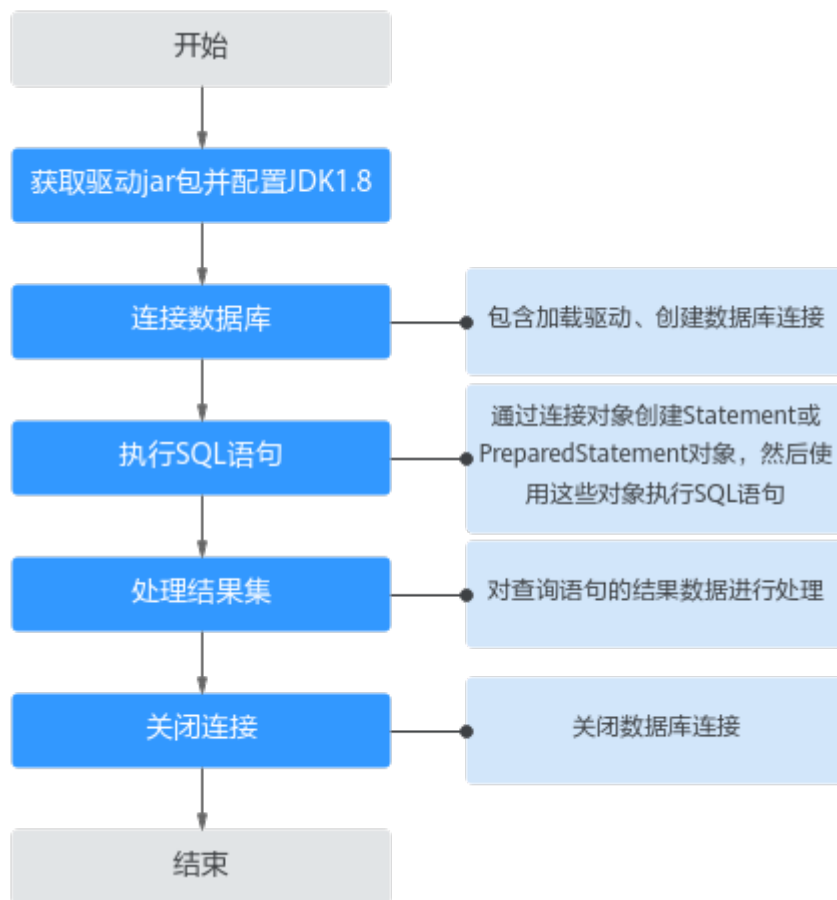 开始
获取驱动jar包并配置JDK1.8
连接数据库
包含加载驱动、创建数据库连接
执行SQL语句
通过连接对象创建Statement或
PreparedStatement对象，然后使
用这些对象执行SQL语句
处理结果集
对查询语句的结果数据进行处理
关闭连接
关闭数据库连接
结束